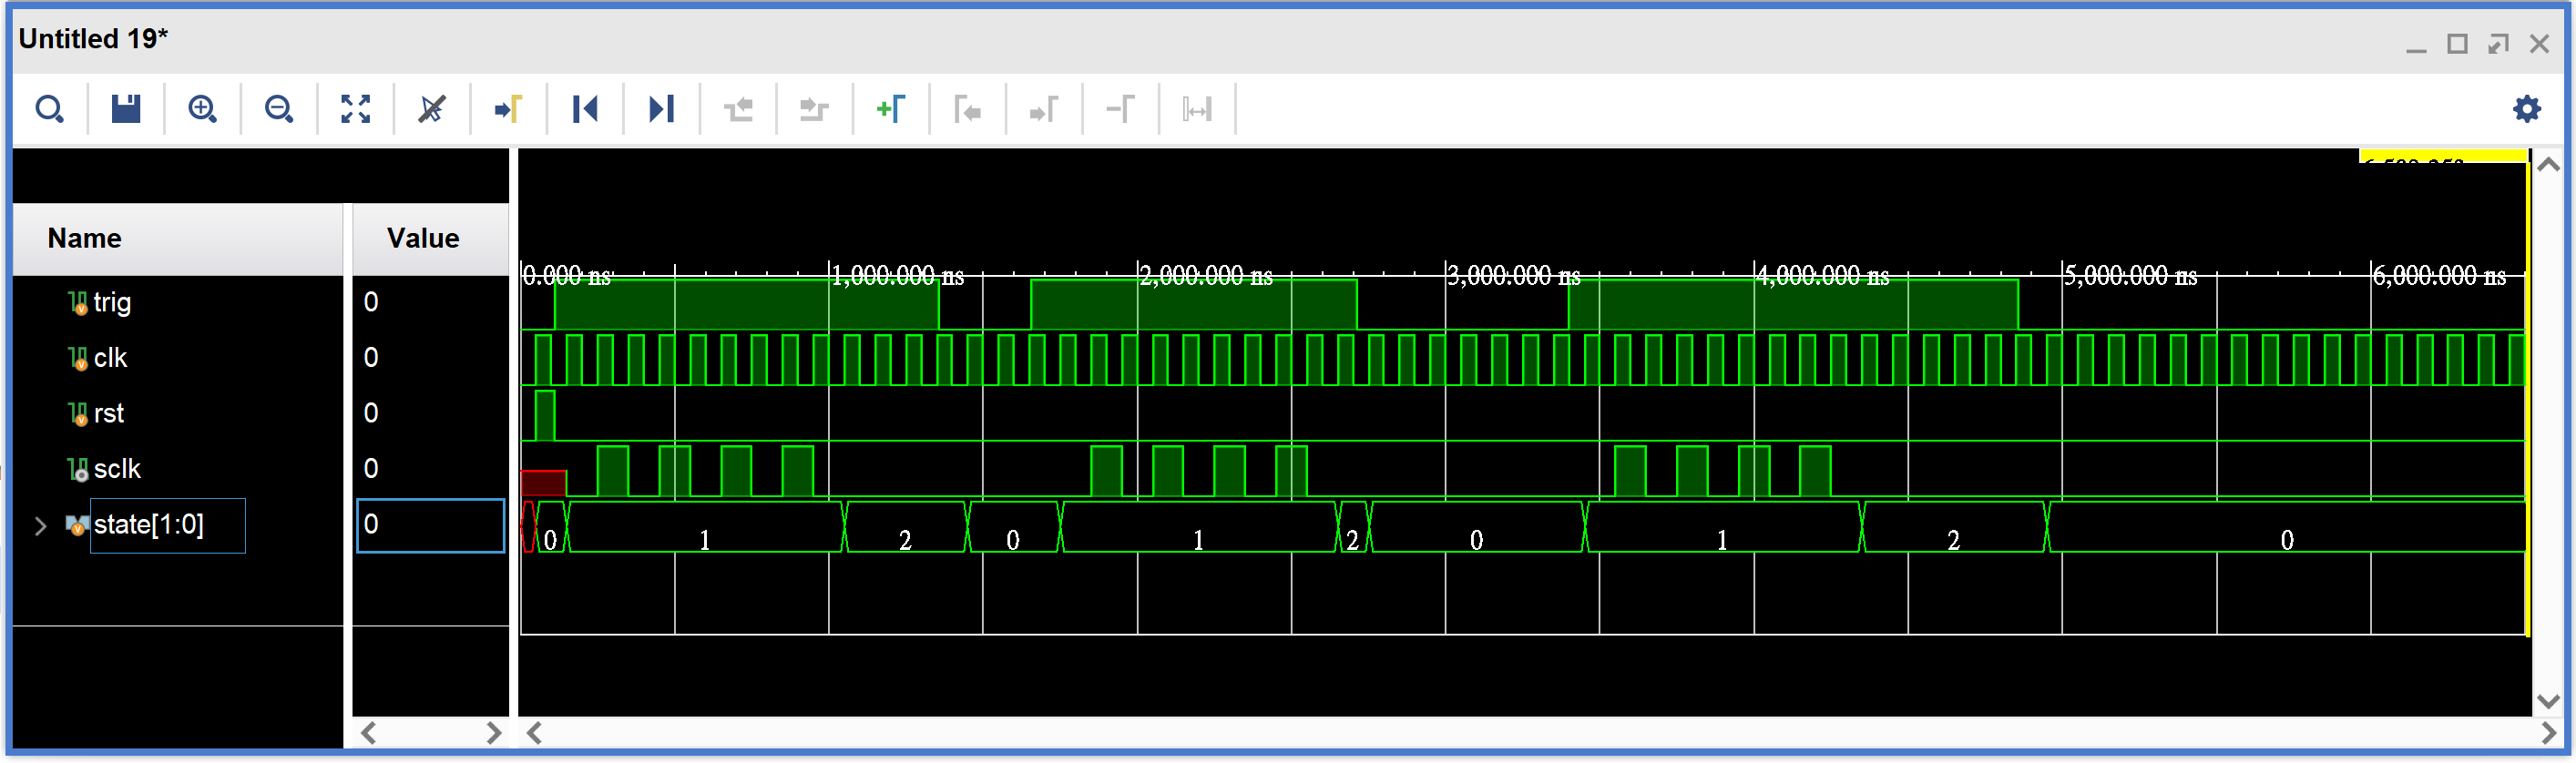 Untitled 19*
Name Value
0.000 ns 1,000.000 ns 2,000.000 ns 3,000.000 ns 4,000.000 ns 5,000.000 ns 6,000.000 ns
trig 0
clk 0
rst 0
sclk 0
state[1:0] 0 0 1 2 0 1 2 0 1 2 0